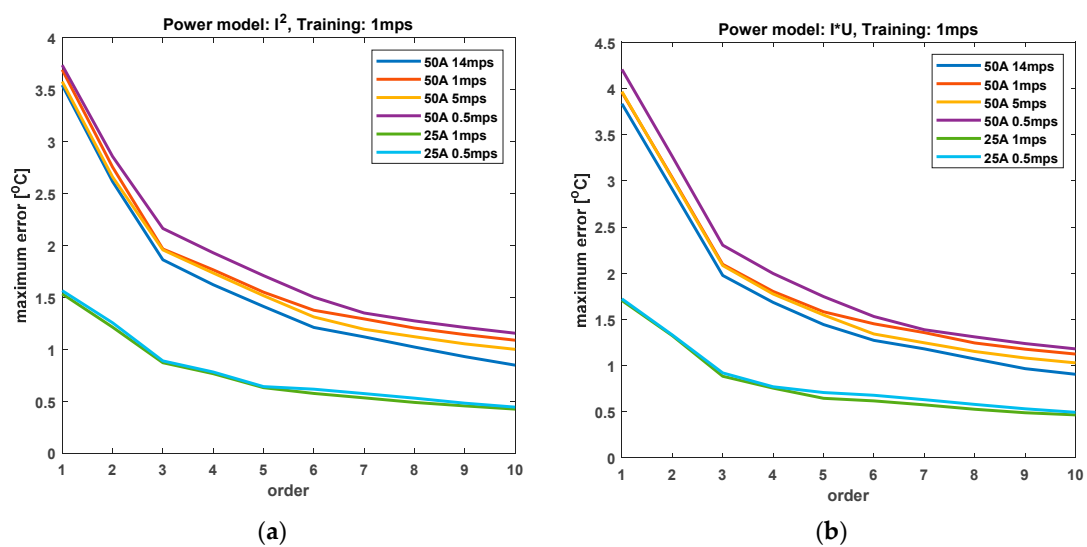 Power model: I², Training: 1mps
4
3.5
3
2.5
2
1.5
1
0.5
0
maximum error [°C]
50A 14mps
50A 1mps
50A 5mps
50A 0.5mps
25A 1mps
25A 0.5mps
1 2 3 4 5 6 7 8 9 10
order
(a)
Power model: I*U, Training: 1mps
4.5
4
3.5
3
2.5
2
1.5
1
0.5
0
maximum error [°C]
50A 14mps
50A 1mps
50A 5mps
50A 0.5mps
25A 1mps
25A 0.5mps
1 2 3 4 5 6 7 8 9 10
order
(b)